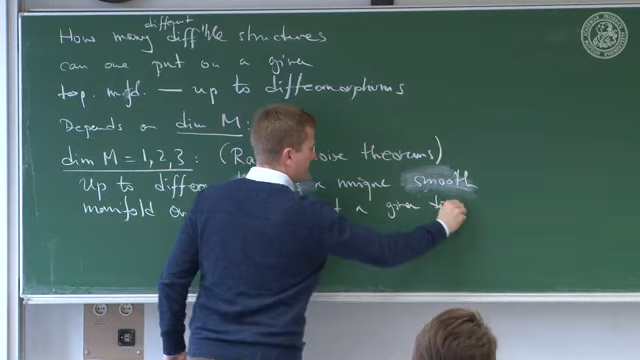 How many different diff'ble structures
can one put on a given
top. mfd. — up to diffeomorphisms
Depends on dim M:
dim M = 1, 2, 3: (Ra oise theorems)
Up to a unique smooth
manifold a given